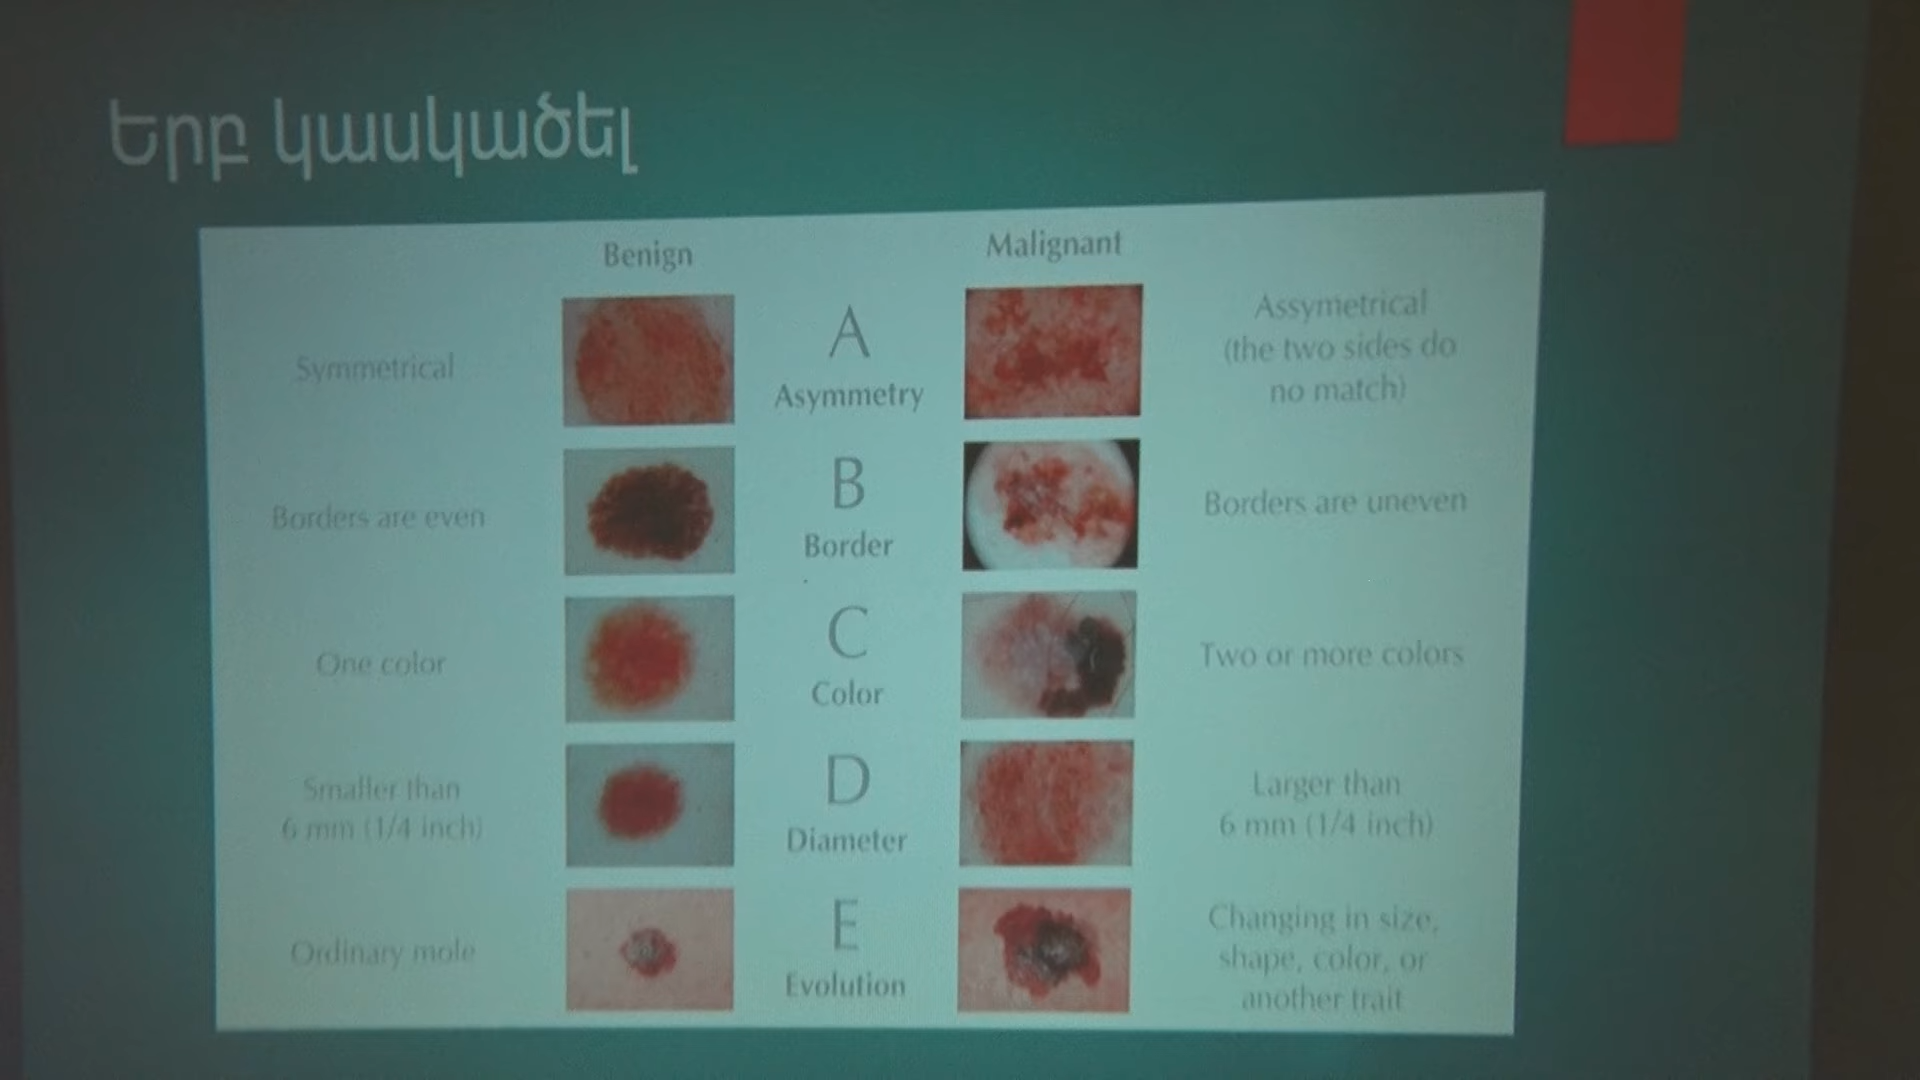 Երբ կասկածել
Benign
Malignant
Symmetrical
A
Asymmetry
Assymetrical
(the two sides do
no match)
Borders are even
B
Border
Borders are uneven
One color
C
Color
Two or more colors
Smaller than
6 mm (1/4 inch)
D
Diameter
Larger than
6 mm (1/4 inch)
Ordinary mole
E
Evolution
Changing in size,
shape, color, or
another trait